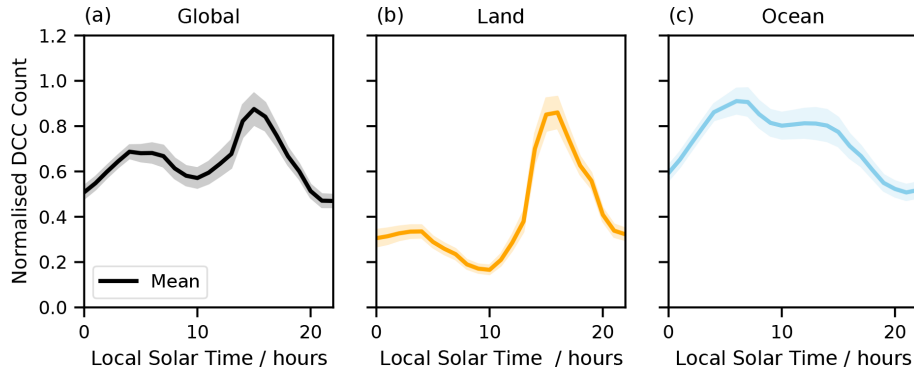 (a) Global
(b) Land
(c) Ocean
Normalised DCC Count
1.2
1.0
0.8
0.6
0.4
0.2
0.0
Mean
0 10 20
0 10 20
0 10 20
Local Solar Time / hours
Local Solar Time / hours
Local Solar Time / hours